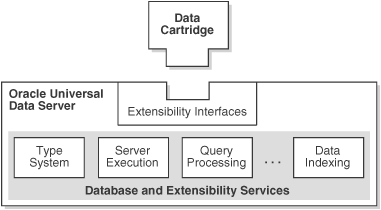 Data
Cartridge
Oracle Universal
Data Server
Extensibility Interfaces
Type
System
Server
Execution
Query
Processing
...
Data
Indexing
Database and Extensibility Services